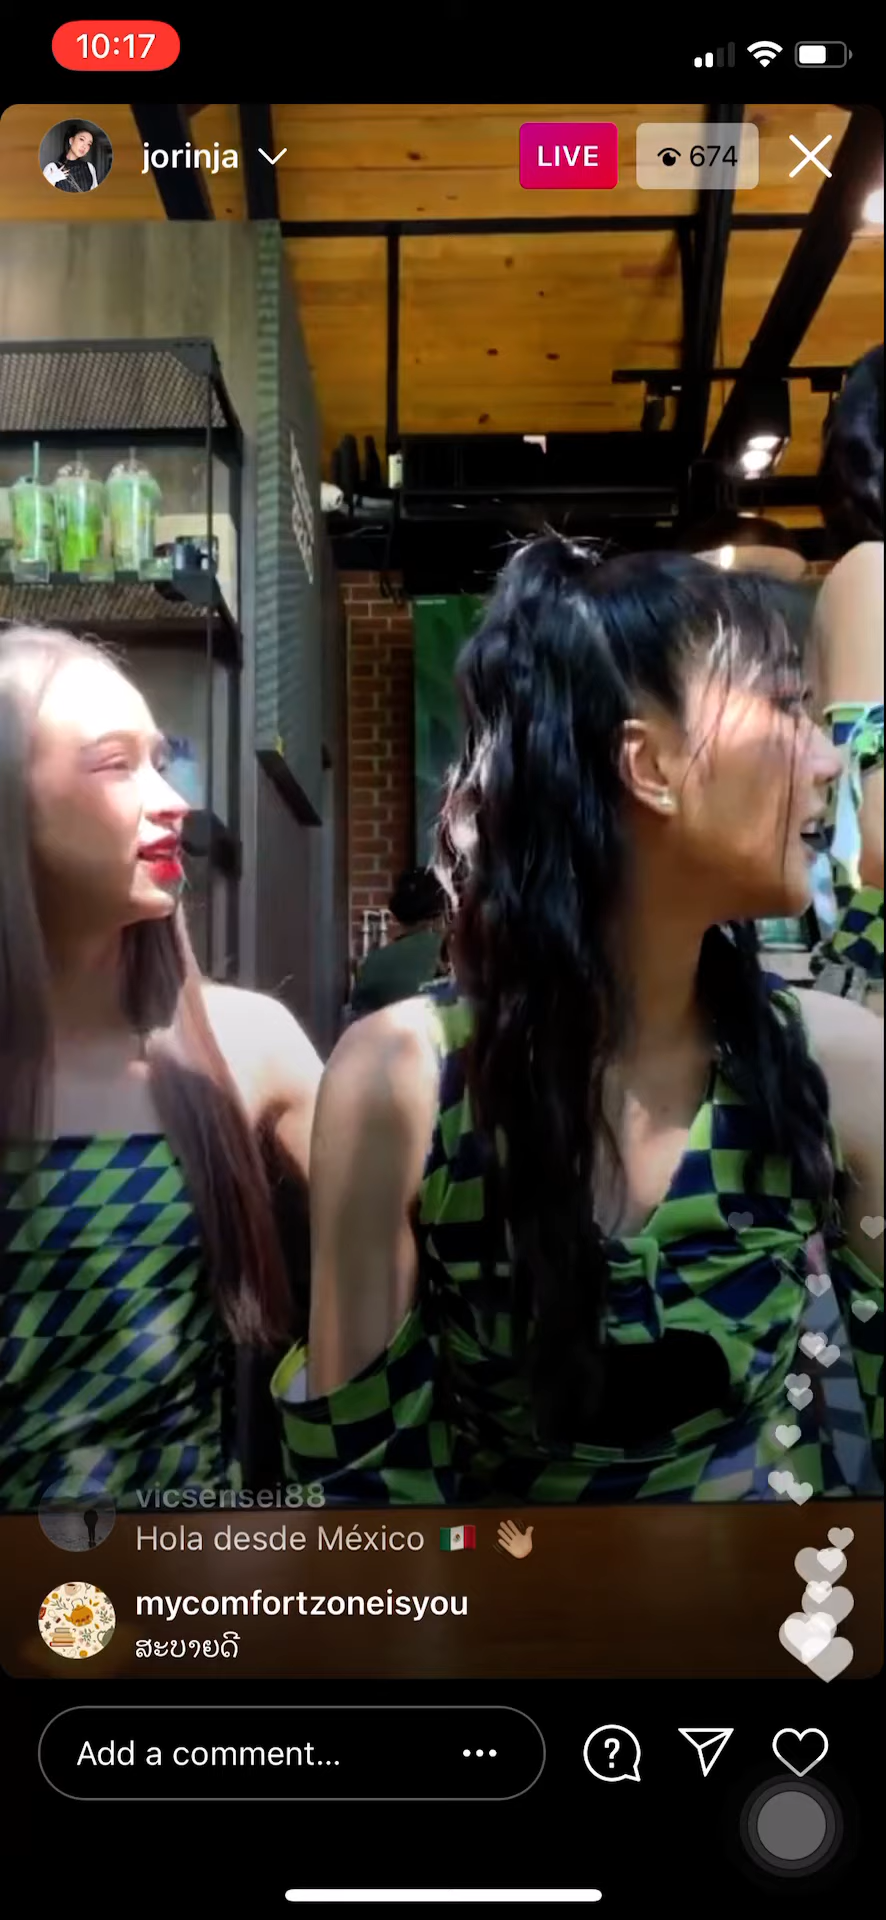 10:17
jorinja
LIVE
674
vicsensei88
Hola desde México 🇲🇽 👋🏼
mycomfortzoneisyou
ສະບາຍດີ
Add a comment...